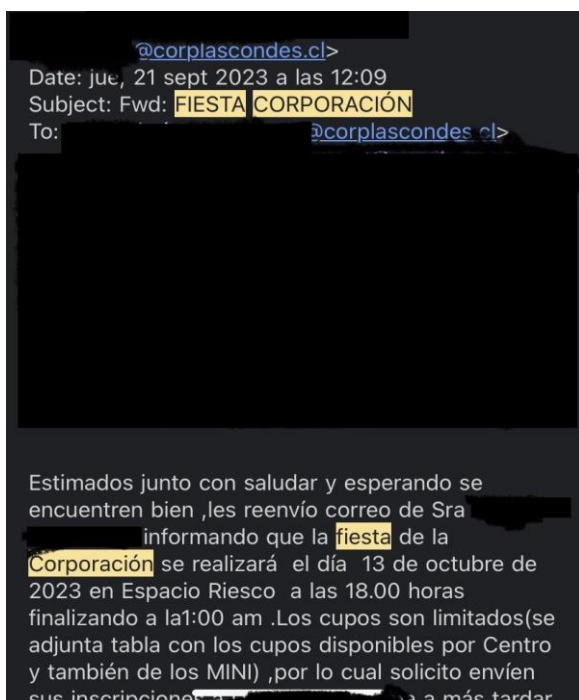 @corplascondes.cl>
Date: jue, 21 sept 2023 a las 12:09
Subject: Fwd: FIESTA CORPORACIÓN
To: @corplascondes.cl>
Estimados junto con saludar y esperando se
encuentren bien ,les reenvío correo de Sra
informando que la fiesta de la
Corporación se realizará el día 13 de octubre de
2023 en Espacio Riesco a las 18.00 horas
finalizando a la1:00 am .Los cupos son limitados(se
adjunta tabla con los cupos disponibles por Centro
y también de los MINI) ,por lo cual solicito envíen
sus inscripciones a más tardar